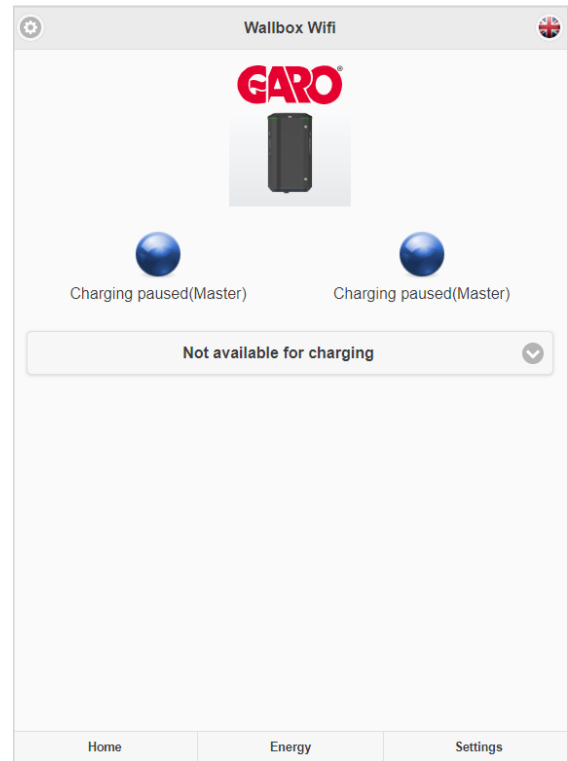 Wallbox Wifi
GARO®
Charging paused(Master) Charging paused(Master)
Not available for charging
Home Energy Settings